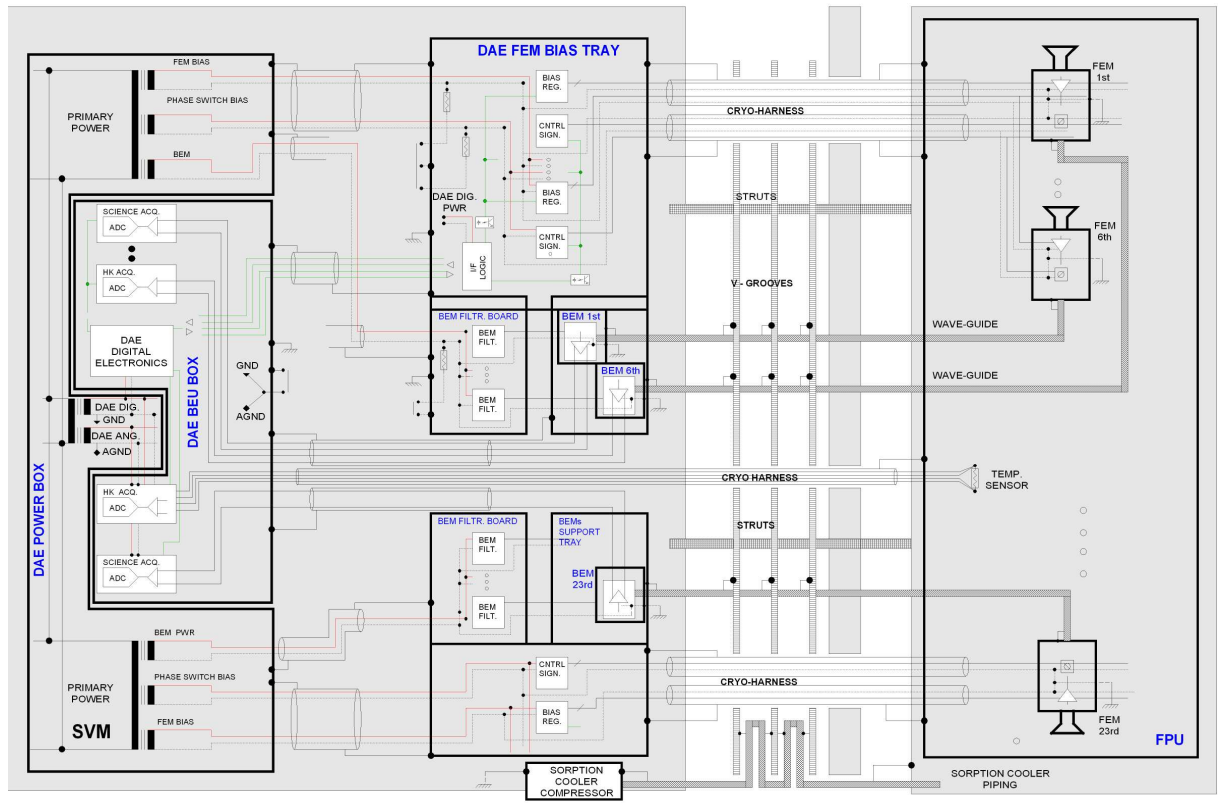 FEM BIAS
PHASE SWITCH BIAS
PRIMARY
POWER
BEM
DAE FEM BIAS TRAY
BIAS
REG.
CNTRL
SIGN.
BIAS
REG.
CNTRL
SIGN.
DAE DIG.
PWR
I/F
LOGIC
CRYO-HARNESS
STRUTS
V - GROOVES
FEM
1st
FEM
6th
WAVE-GUIDE
WAVE-GUIDE
SCIENCE ACQ.
ADC
HK ACQ.
ADC
DAE
DIGITAL
ELECTRONICS
DAE BEU BOX
GND
AGND
DAE DIG.
GND
DAE ANG.
AGND
HK ACQ.
ADC
SCIENCE ACQ.
ADC
DAE POWER BOX
BEM FILTR. BOARD
BEM
FILT.
BEM
FILT.
BEM 1st
BEM 6th
CRYO HARNESS
TEMP.
SENSOR
BEM FILTR. BOARD
BEM
FILT.
BEM
FILT.
BEMs
SUPPORT
TRAY
BEM
23rd
STRUTS
BEM PWR
PHASE SWITCH BIAS
PRIMARY
POWER
FEM BIAS
SVM
CNTRL
SIGN.
BIAS
REG.
CRYO-HARNESS
FEM
23rd
FPU
SORPTION
COOLER
COMPRESSOR
SORPTION COOLER
PIPING